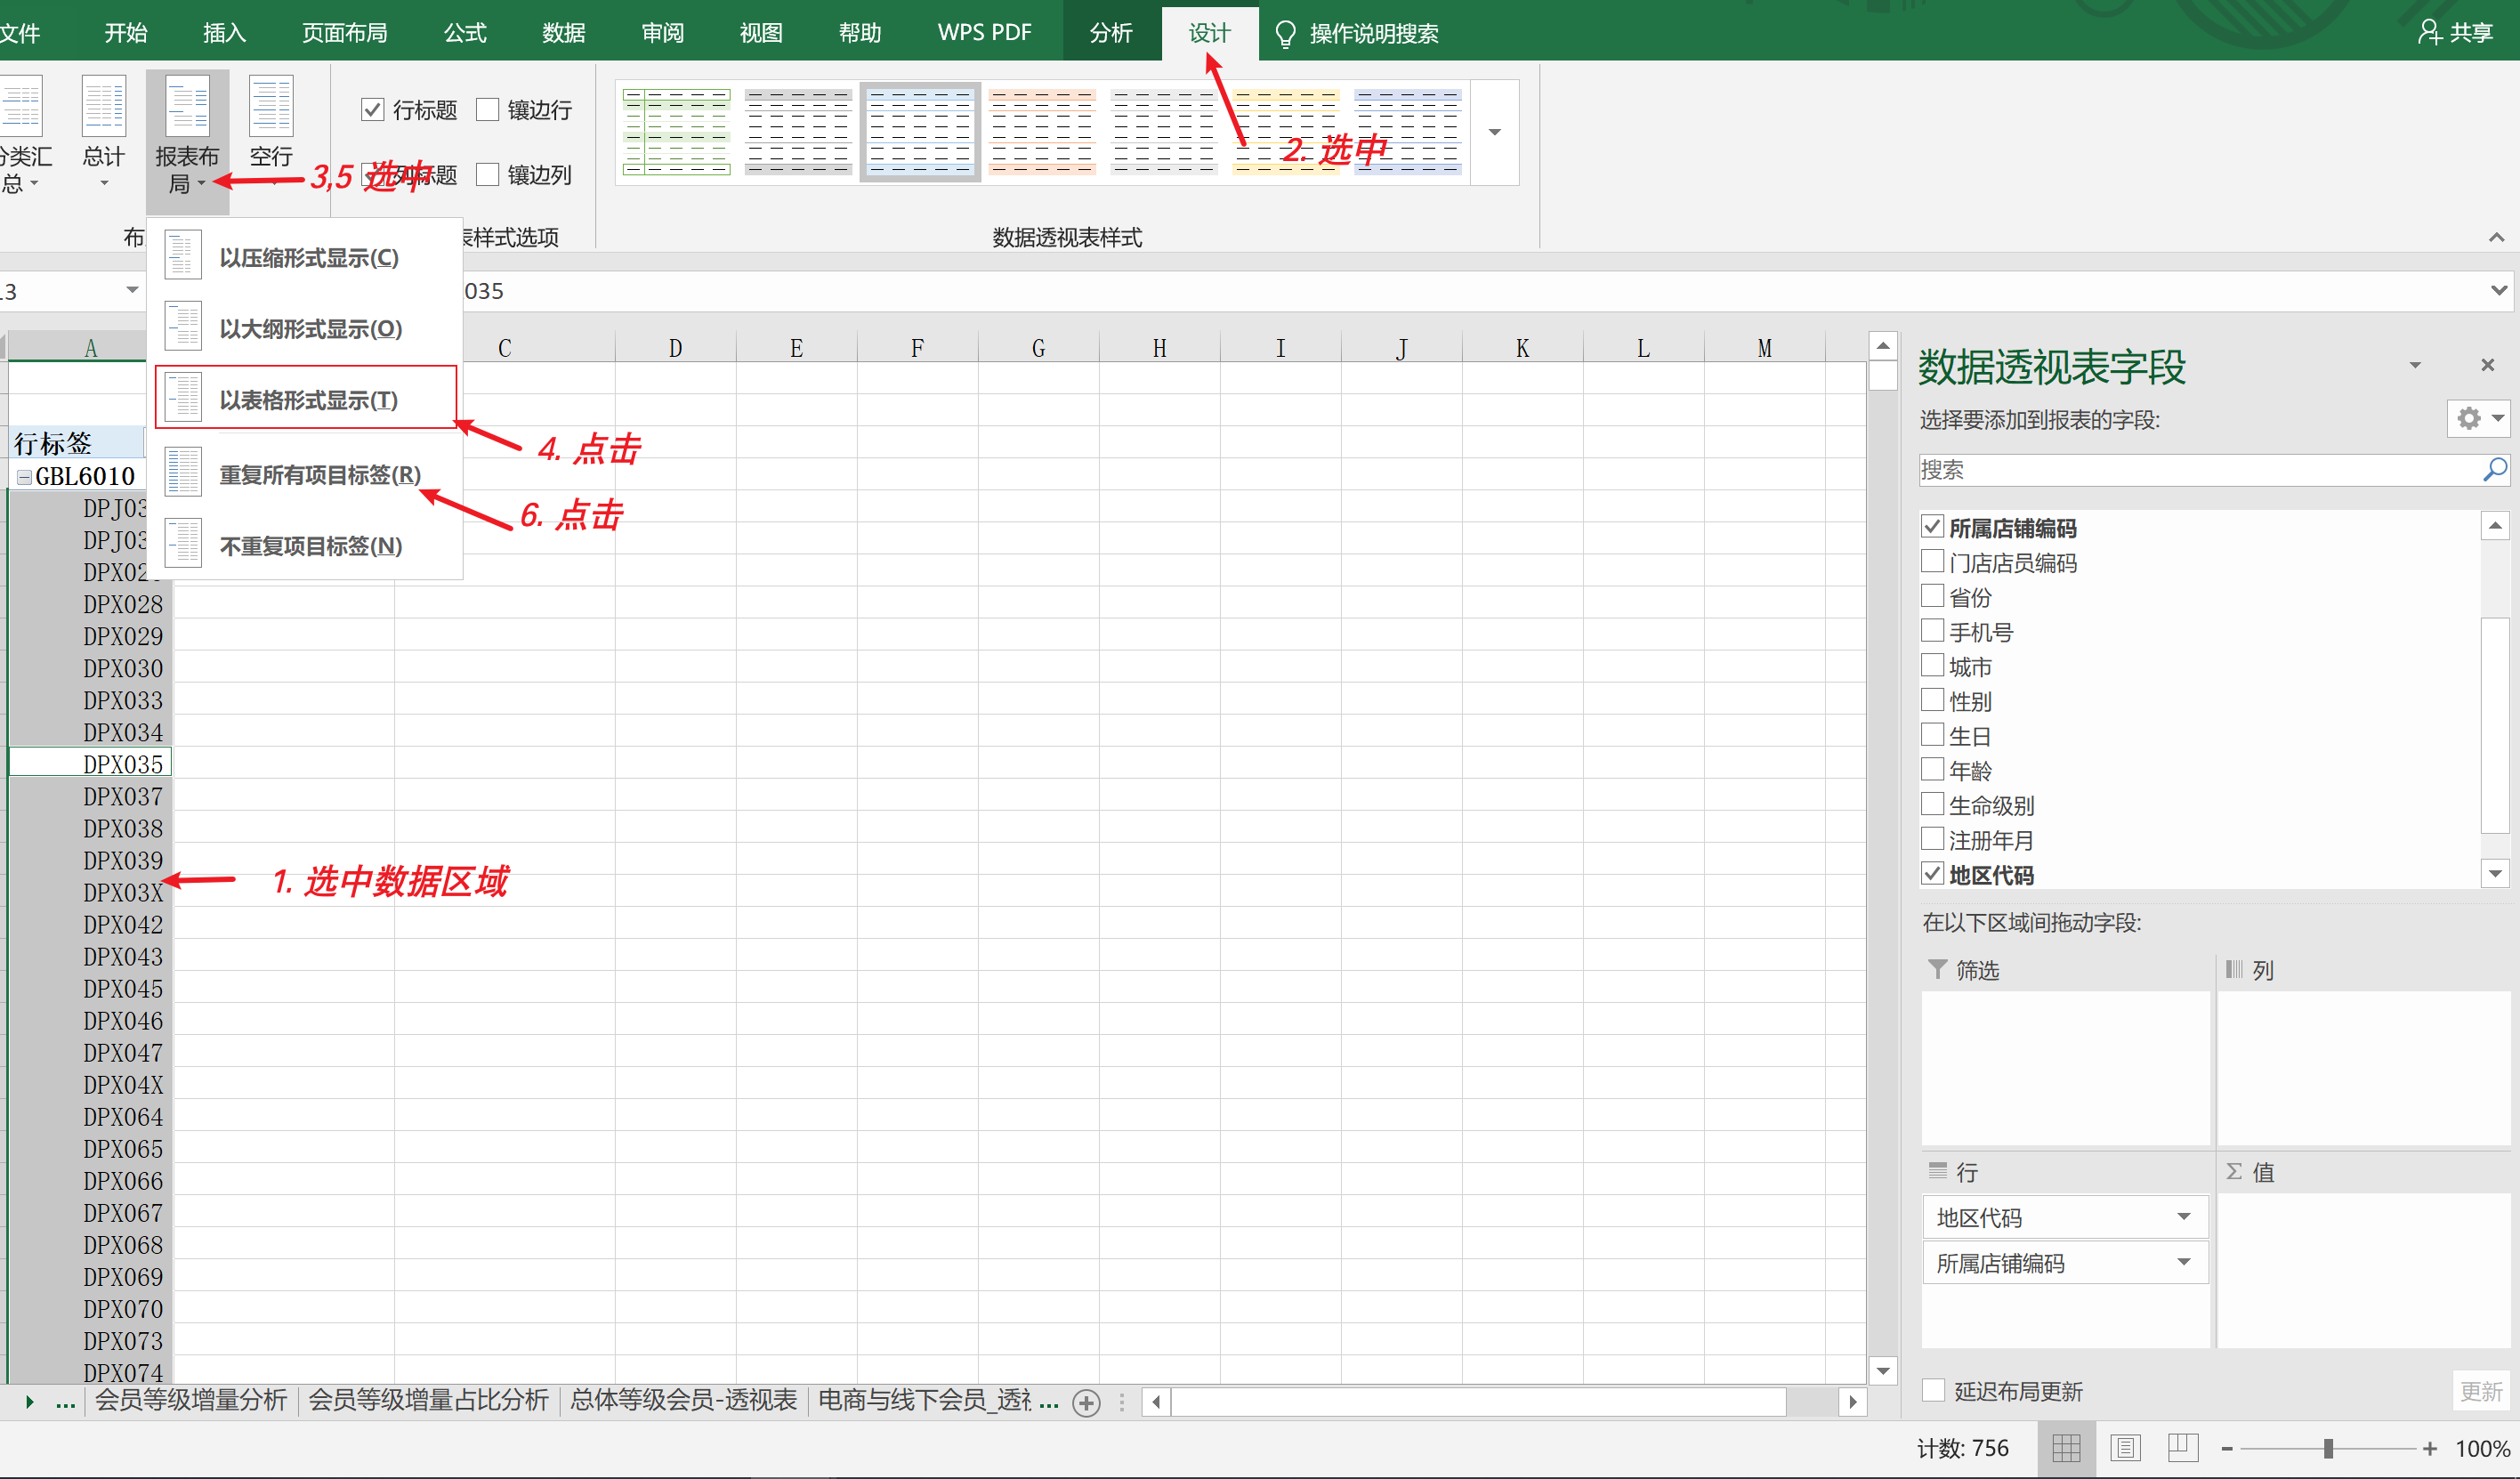 文件 开始 插入 页面布局 公式 数据 审阅 视图 帮助 WPS PDF 分析 设计 操作说明搜索 共享
分类汇总 总计 报表布局 空行
行标题 镶边行
列标题 镶边列
3,5 选中
2. 选中
布 表样式选项 数据透视表样式
以压缩形式显示(C)
以大纲形式显示(O)
以表格形式显示(T)
重复所有项目标签(R)
不重复项目标签(N)
4. 点击
6. 点击
13 035
A C D E F G H I J K L M
行标签
GBL6010
DPJ03
DPJ03
DPX02
DPX028
DPX029
DPX030
DPX033
DPX034
DPX035
DPX037
DPX038
DPX039
DPX03X
DPX042
DPX043
DPX045
DPX046
DPX047
DPX04X
DPX064
DPX065
DPX066
DPX067
DPX068
DPX069
DPX070
DPX073
DPX074
1. 选中数据区域
数据透视表字段
选择要添加到报表的字段:
搜索
所属店铺编码
门店店员编码
省份
手机号
城市
性别
生日
年龄
生命级别
注册年月
地区代码
在以下区域间拖动字段:
筛选 列
行 Σ 值
地区代码
所属店铺编码
延迟布局更新 更新
... 会员等级增量分析 会员等级增量占比分析 总体等级会员-透视表 电商与线下会员_透视 ...
计数: 756 100%